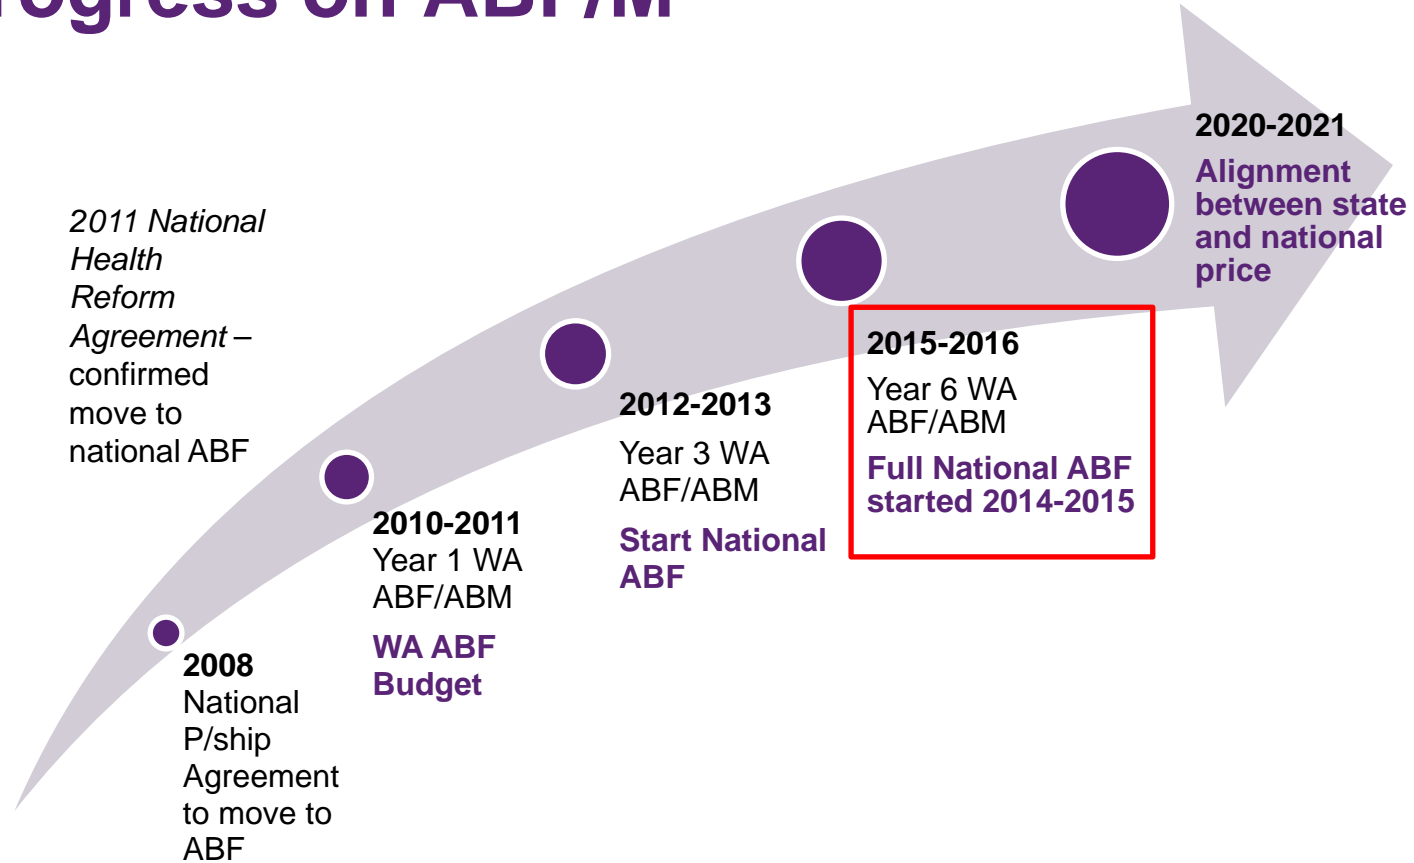 rogress on ABF/M
2011 National
Health
Reform
Agreement –
confirmed
move to
national ABF
2008
National
P/ship
Agreement
to move to
ABF
2010-2011
Year 1 WA
ABF/ABM
WA ABF
Budget
2012-2013
Year 3 WA
ABF/ABM
Start National
ABF
2015-2016
Year 6 WA
ABF/ABM
Full National ABF
started 2014-2015
2020-2021
Alignment
between state
and national
price